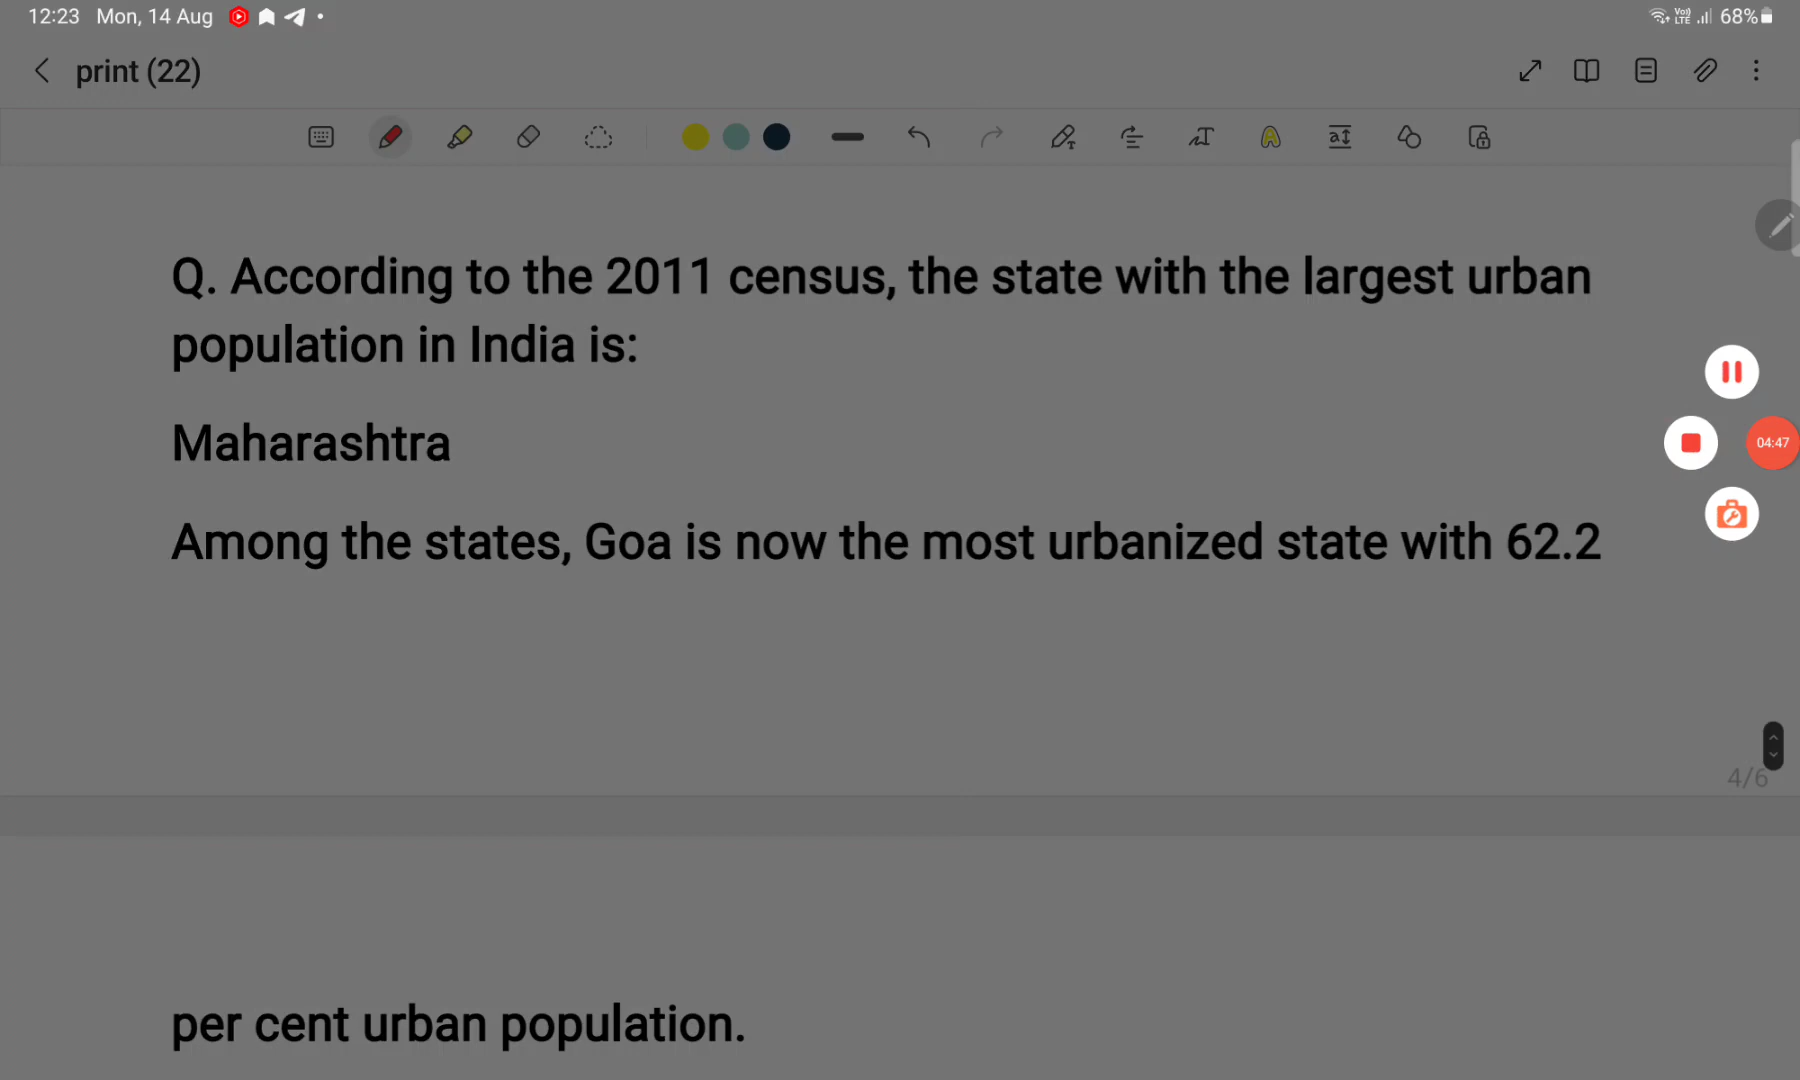 12:23 Mon, 14 Aug
Vo)) LTE 68%
print (22)
Q. According to the 2011 census, the state with the largest urban
population in India is:
Maharashtra
04:47
Among the states, Goa is now the most urbanized state with 62.2
4/6
per cent urban population.